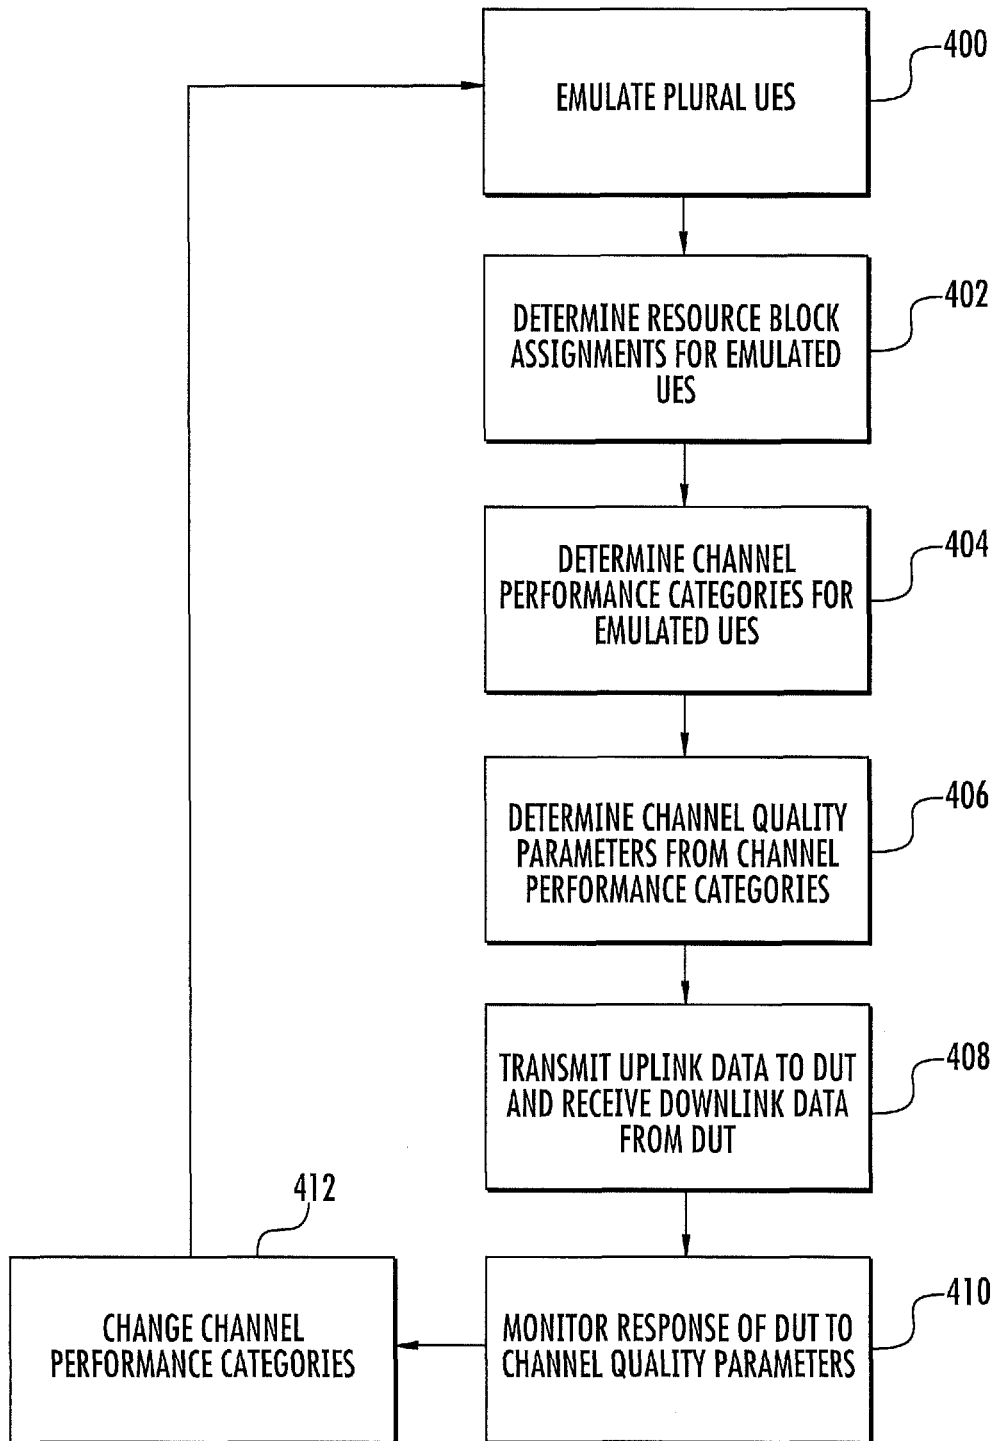 400
EMULATE PLURAL UES
402
DETERMINE RESOURCE BLOCK
ASSIGNMENTS FOR EMULATED
UES
404
DETERMINE CHANNEL
PERFORMANCE CATEGORIES FOR
EMULATED UES
406
DETERMINE CHANNEL QUALITY
PARAMETERS FROM CHANNEL
PERFORMANCE CATEGORIES
408
TRANSMIT UPLINK DATA TO DUT
AND RECEIVE DOWNLINK DATA
FROM DUT
410
MONITOR RESPONSE OF DUT TO
CHANNEL QUALITY PARAMETERS
412
CHANGE CHANNEL
PERFORMANCE CATEGORIES